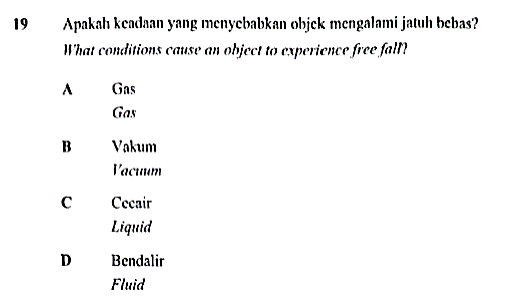 19 Apakah keadaan yang menyebabkan objek mengalami jatuh bebas?
What conditions cause an object to experience free fall?
A Gas
Gas
B Vakum
Vacuum
C Cecair
Liquid
D Bendalir
Fluid